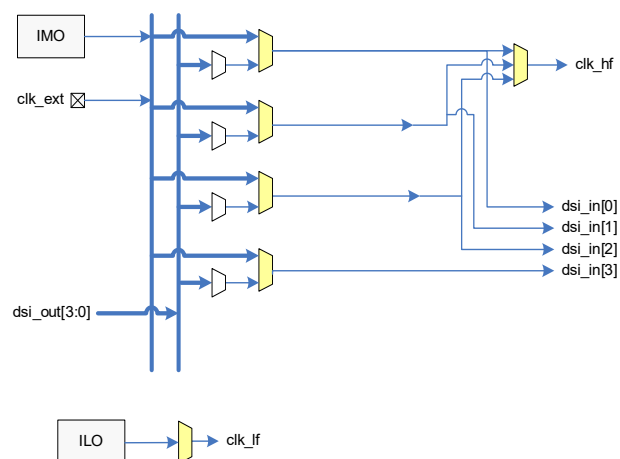 IMO
clk_ext
clk_hf
dsi_in[0]
dsi_in[1]
dsi_in[2]
dsi_in[3]
dsi_out[3:0]
ILO
clk_lf